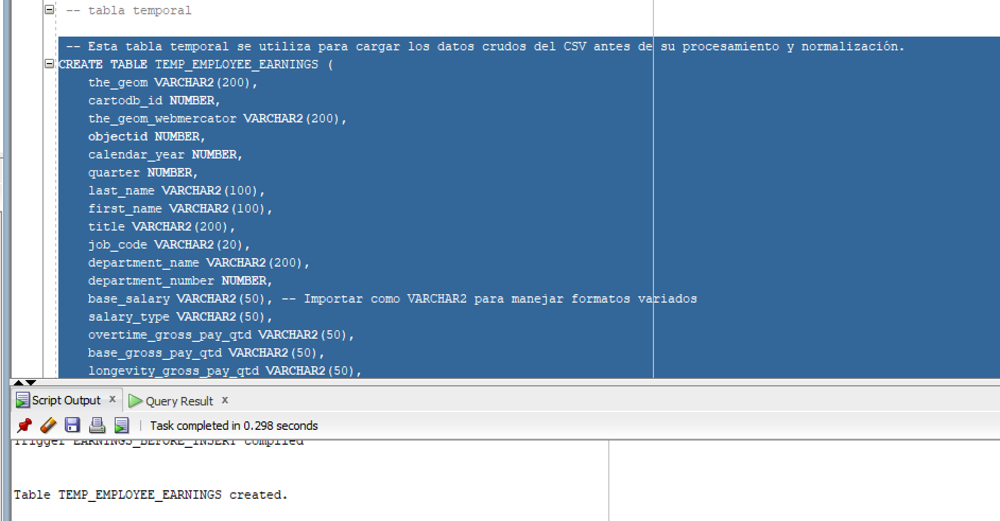 -- tabla temporal
-- Esta tabla temporal se utiliza para cargar los datos crudos del CSV antes de su procesamiento y normalización.
CREATE TABLE TEMP_EMPLOYEE_EARNINGS (
the_geom VARCHAR2(200),
cartodb_id NUMBER,
the_geom_webmercator VARCHAR2(200),
objectid NUMBER,
calendar_year NUMBER,
quarter NUMBER,
last_name VARCHAR2(100),
first_name VARCHAR2(100),
title VARCHAR2(200),
job_code VARCHAR2(20),
department_name VARCHAR2(200),
department_number NUMBER,
base_salary VARCHAR2(50), -- Importar como VARCHAR2 para manejar formatos variados
salary_type VARCHAR2(50),
overtime_gross_pay_qtd VARCHAR2(50),
base_gross_pay_qtd VARCHAR2(50),
longevity_gross_pay_qtd VARCHAR2(50),
Script Output x Query Result x
Task completed in 0.298 seconds
Trigger EARNINGS_BEFORE_INSERT compiled
Table TEMP_EMPLOYEE_EARNINGS created.